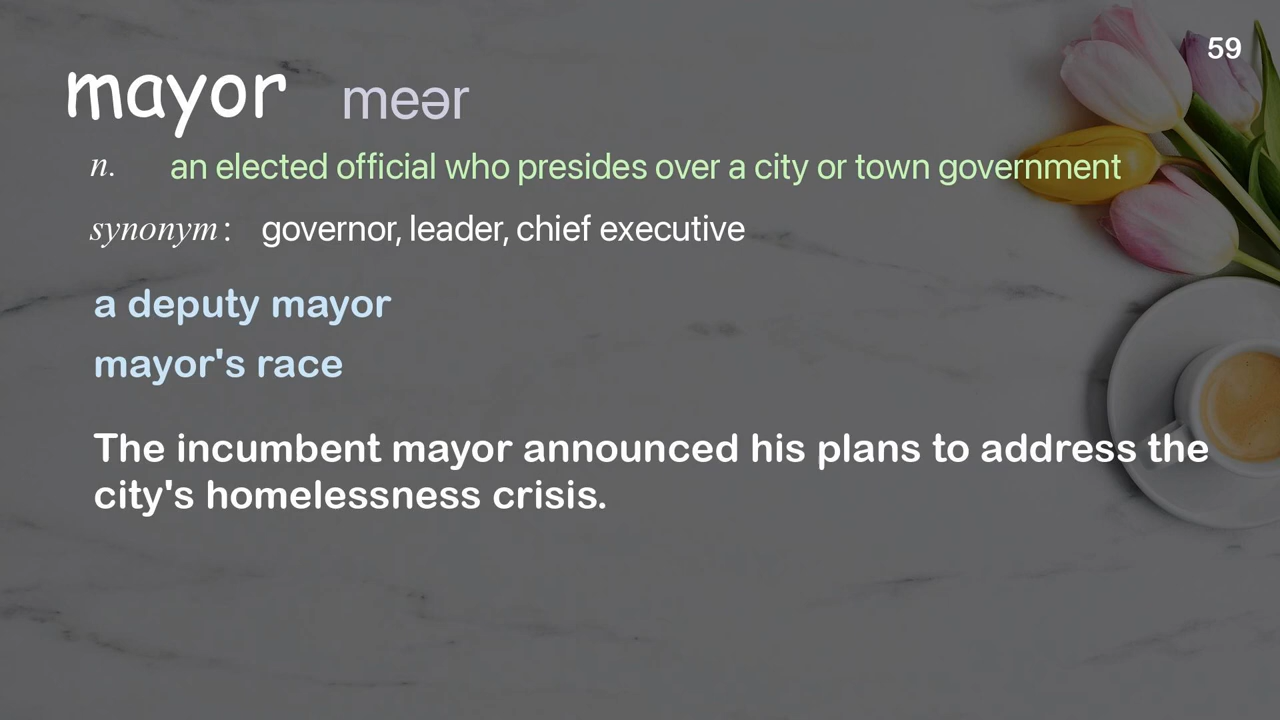 59
mayor meər
n. an elected official who presides over a city or town government
synonym: governor, leader, chief executive
a deputy mayor
mayor's race
The incumbent mayor announced his plans to address the
city's homelessness crisis.